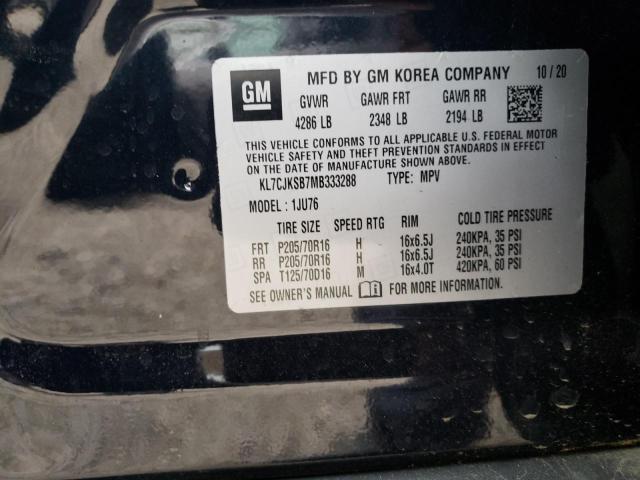 GM
MFD BY GM KOREA COMPANY 10/20
GVWR GAWR FRT GAWR RR
4286 LB 2348 LB 2194 LB
THIS VEHICLE CONFORMS TO ALL APPLICABLE U.S. FEDERAL MOTOR
VEHICLE SAFETY AND THEFT PREVENTION STANDARDS IN EFFECT
ON THE DATE OF MANUFACTURE SHOWN ABOVE.
KL7CJKSB7MB333288 TYPE: MPV
MODEL : 1JU76
TIRE SIZE SPEED RTG RIM COLD TIRE PRESSURE
FRT P205/70R16 H 16x6.5J 240KPA, 35 PSI
RR P205/70R16 H 16x6.5J 240KPA, 35 PSI
SPA T125/70D16 M 16x4.0T 420KPA, 60 PSI
SEE OWNER'S MANUAL FOR MORE INFORMATION